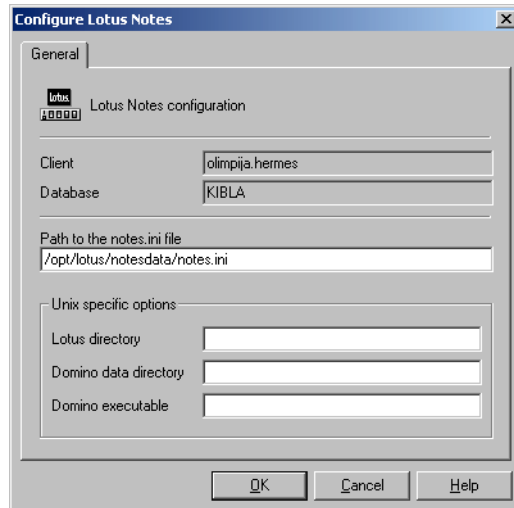 Configure Lotus Notes
General
Lotus
Lotus Notes configuration
Client olimpija.hermes
Database KIBLA
Path to the notes.ini file
/opt/lotus/notesdata/notes.ini
Unix specific options
Lotus directory
Domino data directory
Domino executable
OK Cancel Help